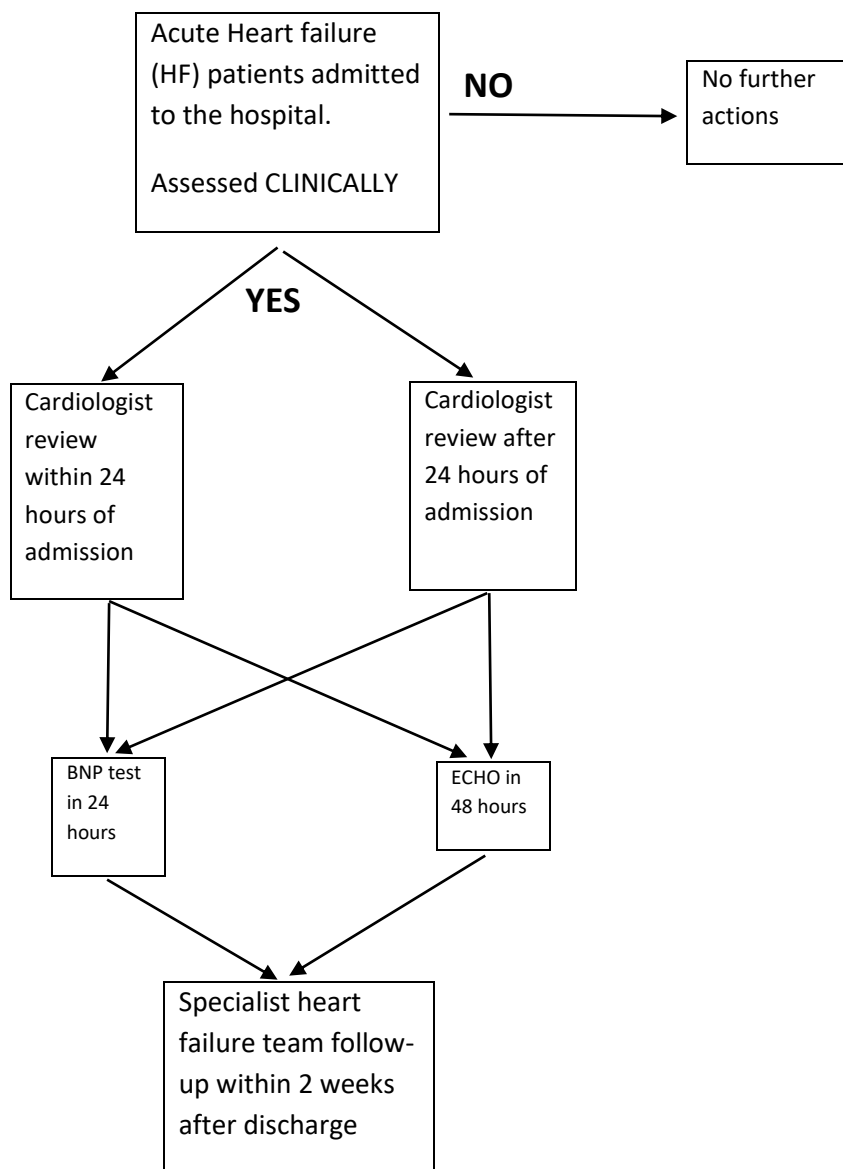 Acute Heart failure
(HF) patients admitted
to the hospital.
Assessed CLINICALLY
NO
No further
actions
YES
Cardiologist
review
within 24
hours of
admission
Cardiologist
review after
24 hours of
admission
BNP test
in 24
hours
ECHO in
48 hours
Specialist heart
failure team follow-
up within 2 weeks
after discharge